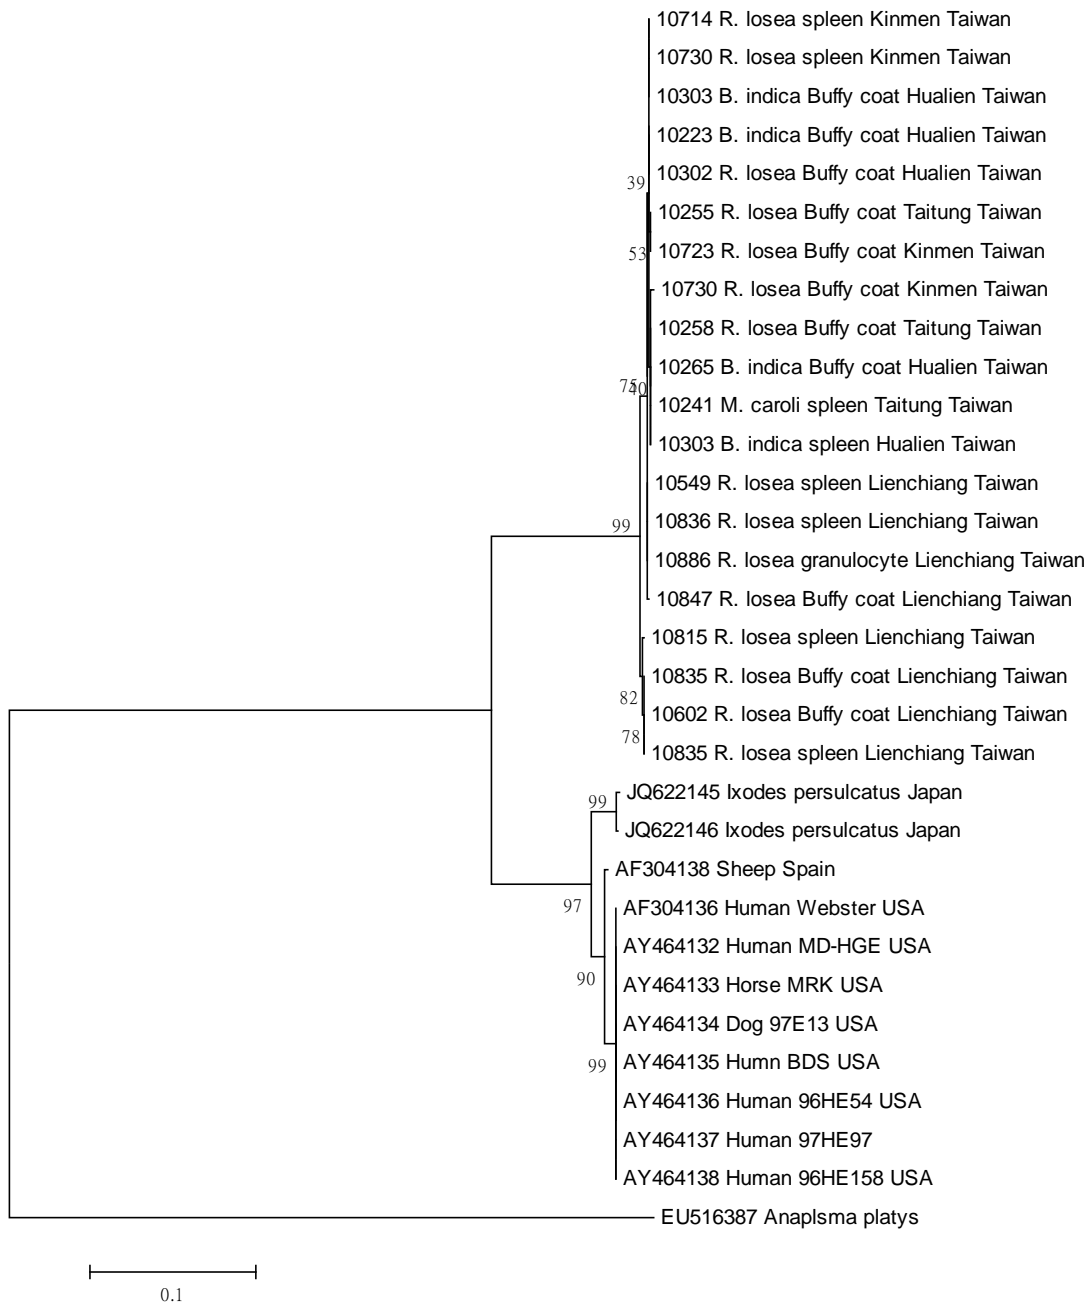 10714 R. losea spleen Kinmen Taiwan
10730 R. losea spleen Kinmen Taiwan
10303 B. indica Buffy coat Hualien Taiwan
10223 B. indica Buffy coat Hualien Taiwan
10302 R. losea Buffy coat Hualien Taiwan
39
10255 R. losea Buffy coat Taitung Taiwan
10723 R. losea Buffy coat Kinmen Taiwan
53
10730 R. losea Buffy coat Kinmen Taiwan
10258 R. losea Buffy coat Taitung Taiwan
10265 B. indica Buffy coat Hualien Taiwan
75
40
10241 M. caroli spleen Taitung Taiwan
10303 B. indica spleen Hualien Taiwan
10549 R. losea spleen Lienchiang Taiwan
10836 R. losea spleen Lienchiang Taiwan
99
10886 R. losea granulocyte Lienchiang Taiwan
10847 R. losea Buffy coat Lienchiang Taiwan
10815 R. losea spleen Lienchiang Taiwan
10835 R. losea Buffy coat Lienchiang Taiwan
82
10602 R. losea Buffy coat Lienchiang Taiwan
78
10835 R. losea spleen Lienchiang Taiwan
JQ622145 Ixodes persulcatus Japan
99
JQ622146 Ixodes persulcatus Japan
AF304138 Sheep Spain
97
AF304136 Human Webster USA
AY464132 Human MD-HGE USA
90
AY464133 Horse MRK USA
AY464134 Dog 97E13 USA
99
AY464135 Humn BDS USA
AY464136 Human 96HE54 USA
AY464137 Human 97HE97
AY464138 Human 96HE158 USA
EU516387 Anaplsma platys
0.1